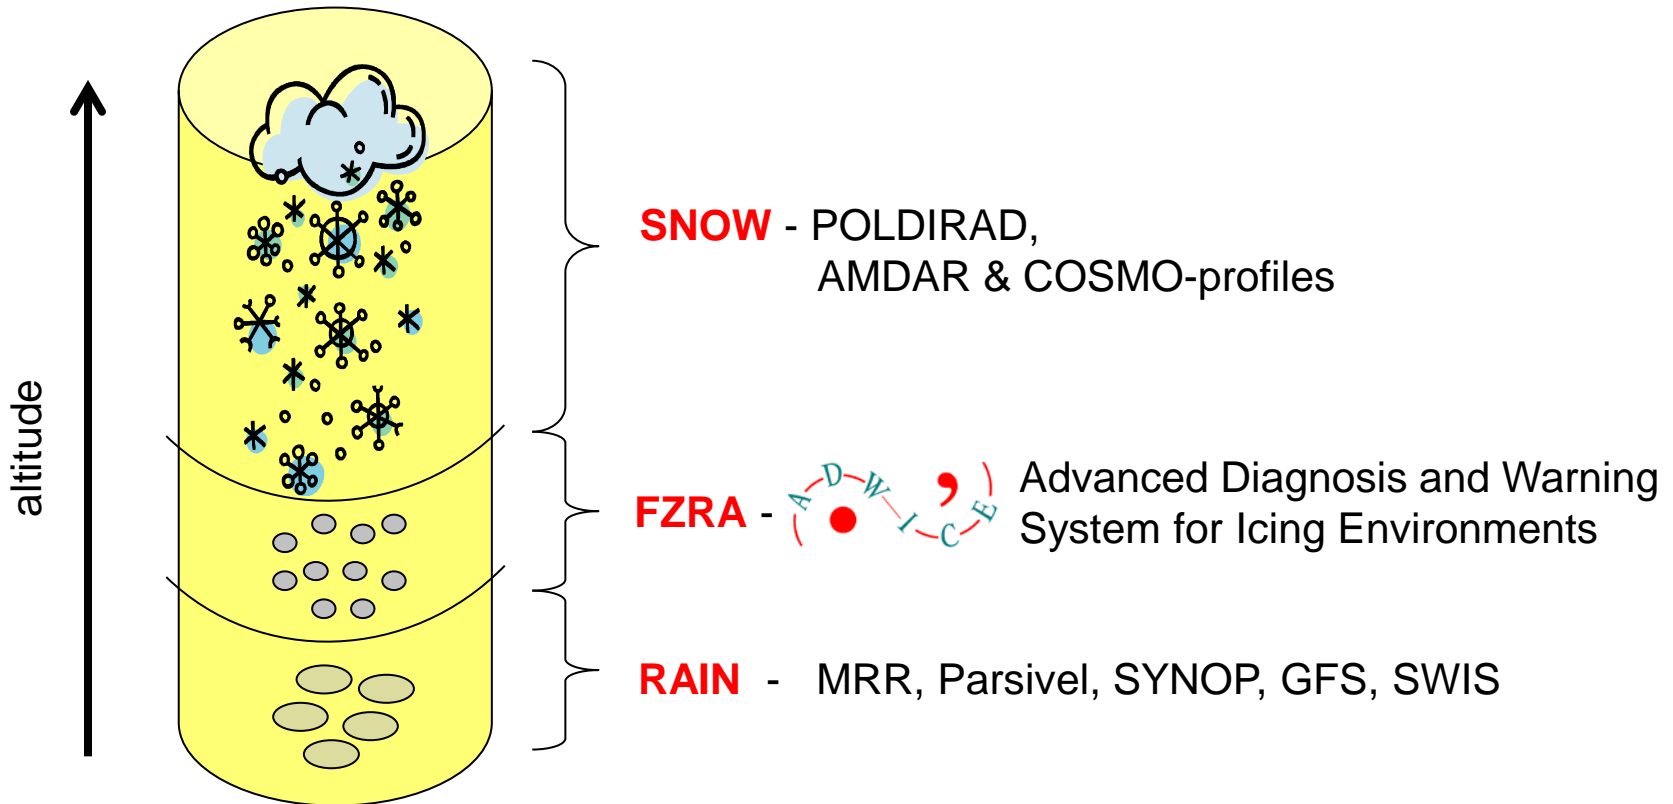 altitude
SNOW - POLDIRAD,
AMDAR & COSMO-profiles
FZRA - ADWICE Advanced Diagnosis and Warning
System for Icing Environments
RAIN - MRR, Parsivel, SYNOP, GFS, SWIS